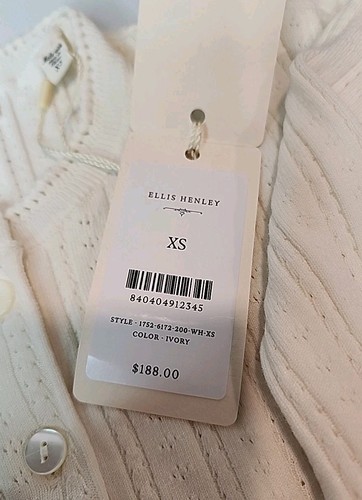 ELLIS HENLEY
XS
840404912345
STYLE · 1752-6172-200-WH-XS
COLOR · IVORY
$188.00